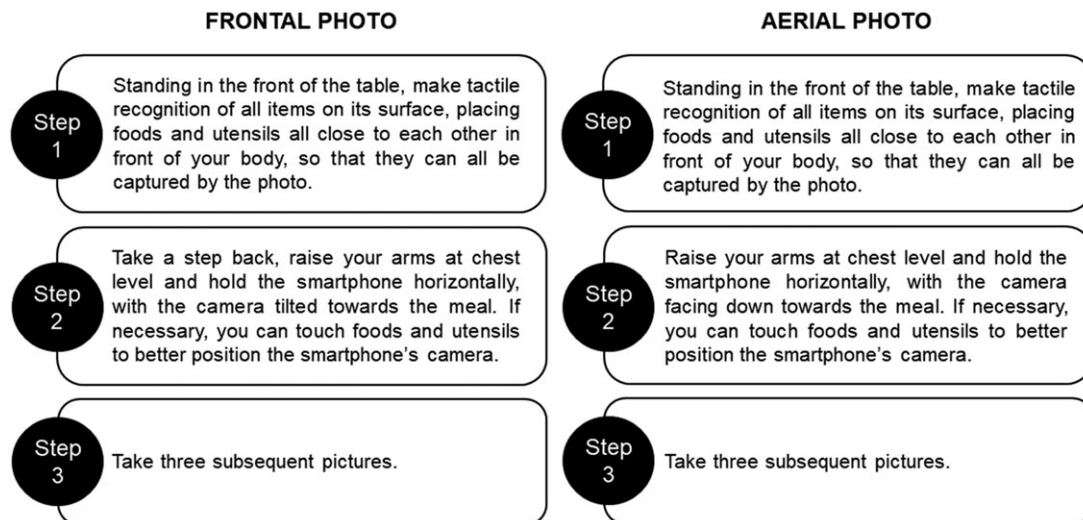 FRONTAL PHOTO
Step
1
Standing in the front of the table, make tactile
recognition of all items on its surface, placing
foods and utensils all close to each other in
front of your body, so that they can all be
captured by the photo.
Step
2
Take a step back, raise your arms at chest
level and hold the smartphone horizontally,
with the camera tilted towards the meal. If
necessary, you can touch foods and utensils
to better position the smartphone's camera.
Step
3
Take three subsequent pictures.
AERIAL PHOTO
Step
1
Standing in the front of the table, make tactile
recognition of all items on its surface, placing
foods and utensils all close to each other in
front of your body, so that they can all be
captured by the photo.
Step
2
Raise your arms at chest level and hold the
smartphone horizontally, with the camera
facing down towards the meal. If necessary,
you can touch foods and utensils to better
position the smartphone's camera.
Step
3
Take three subsequent pictures.